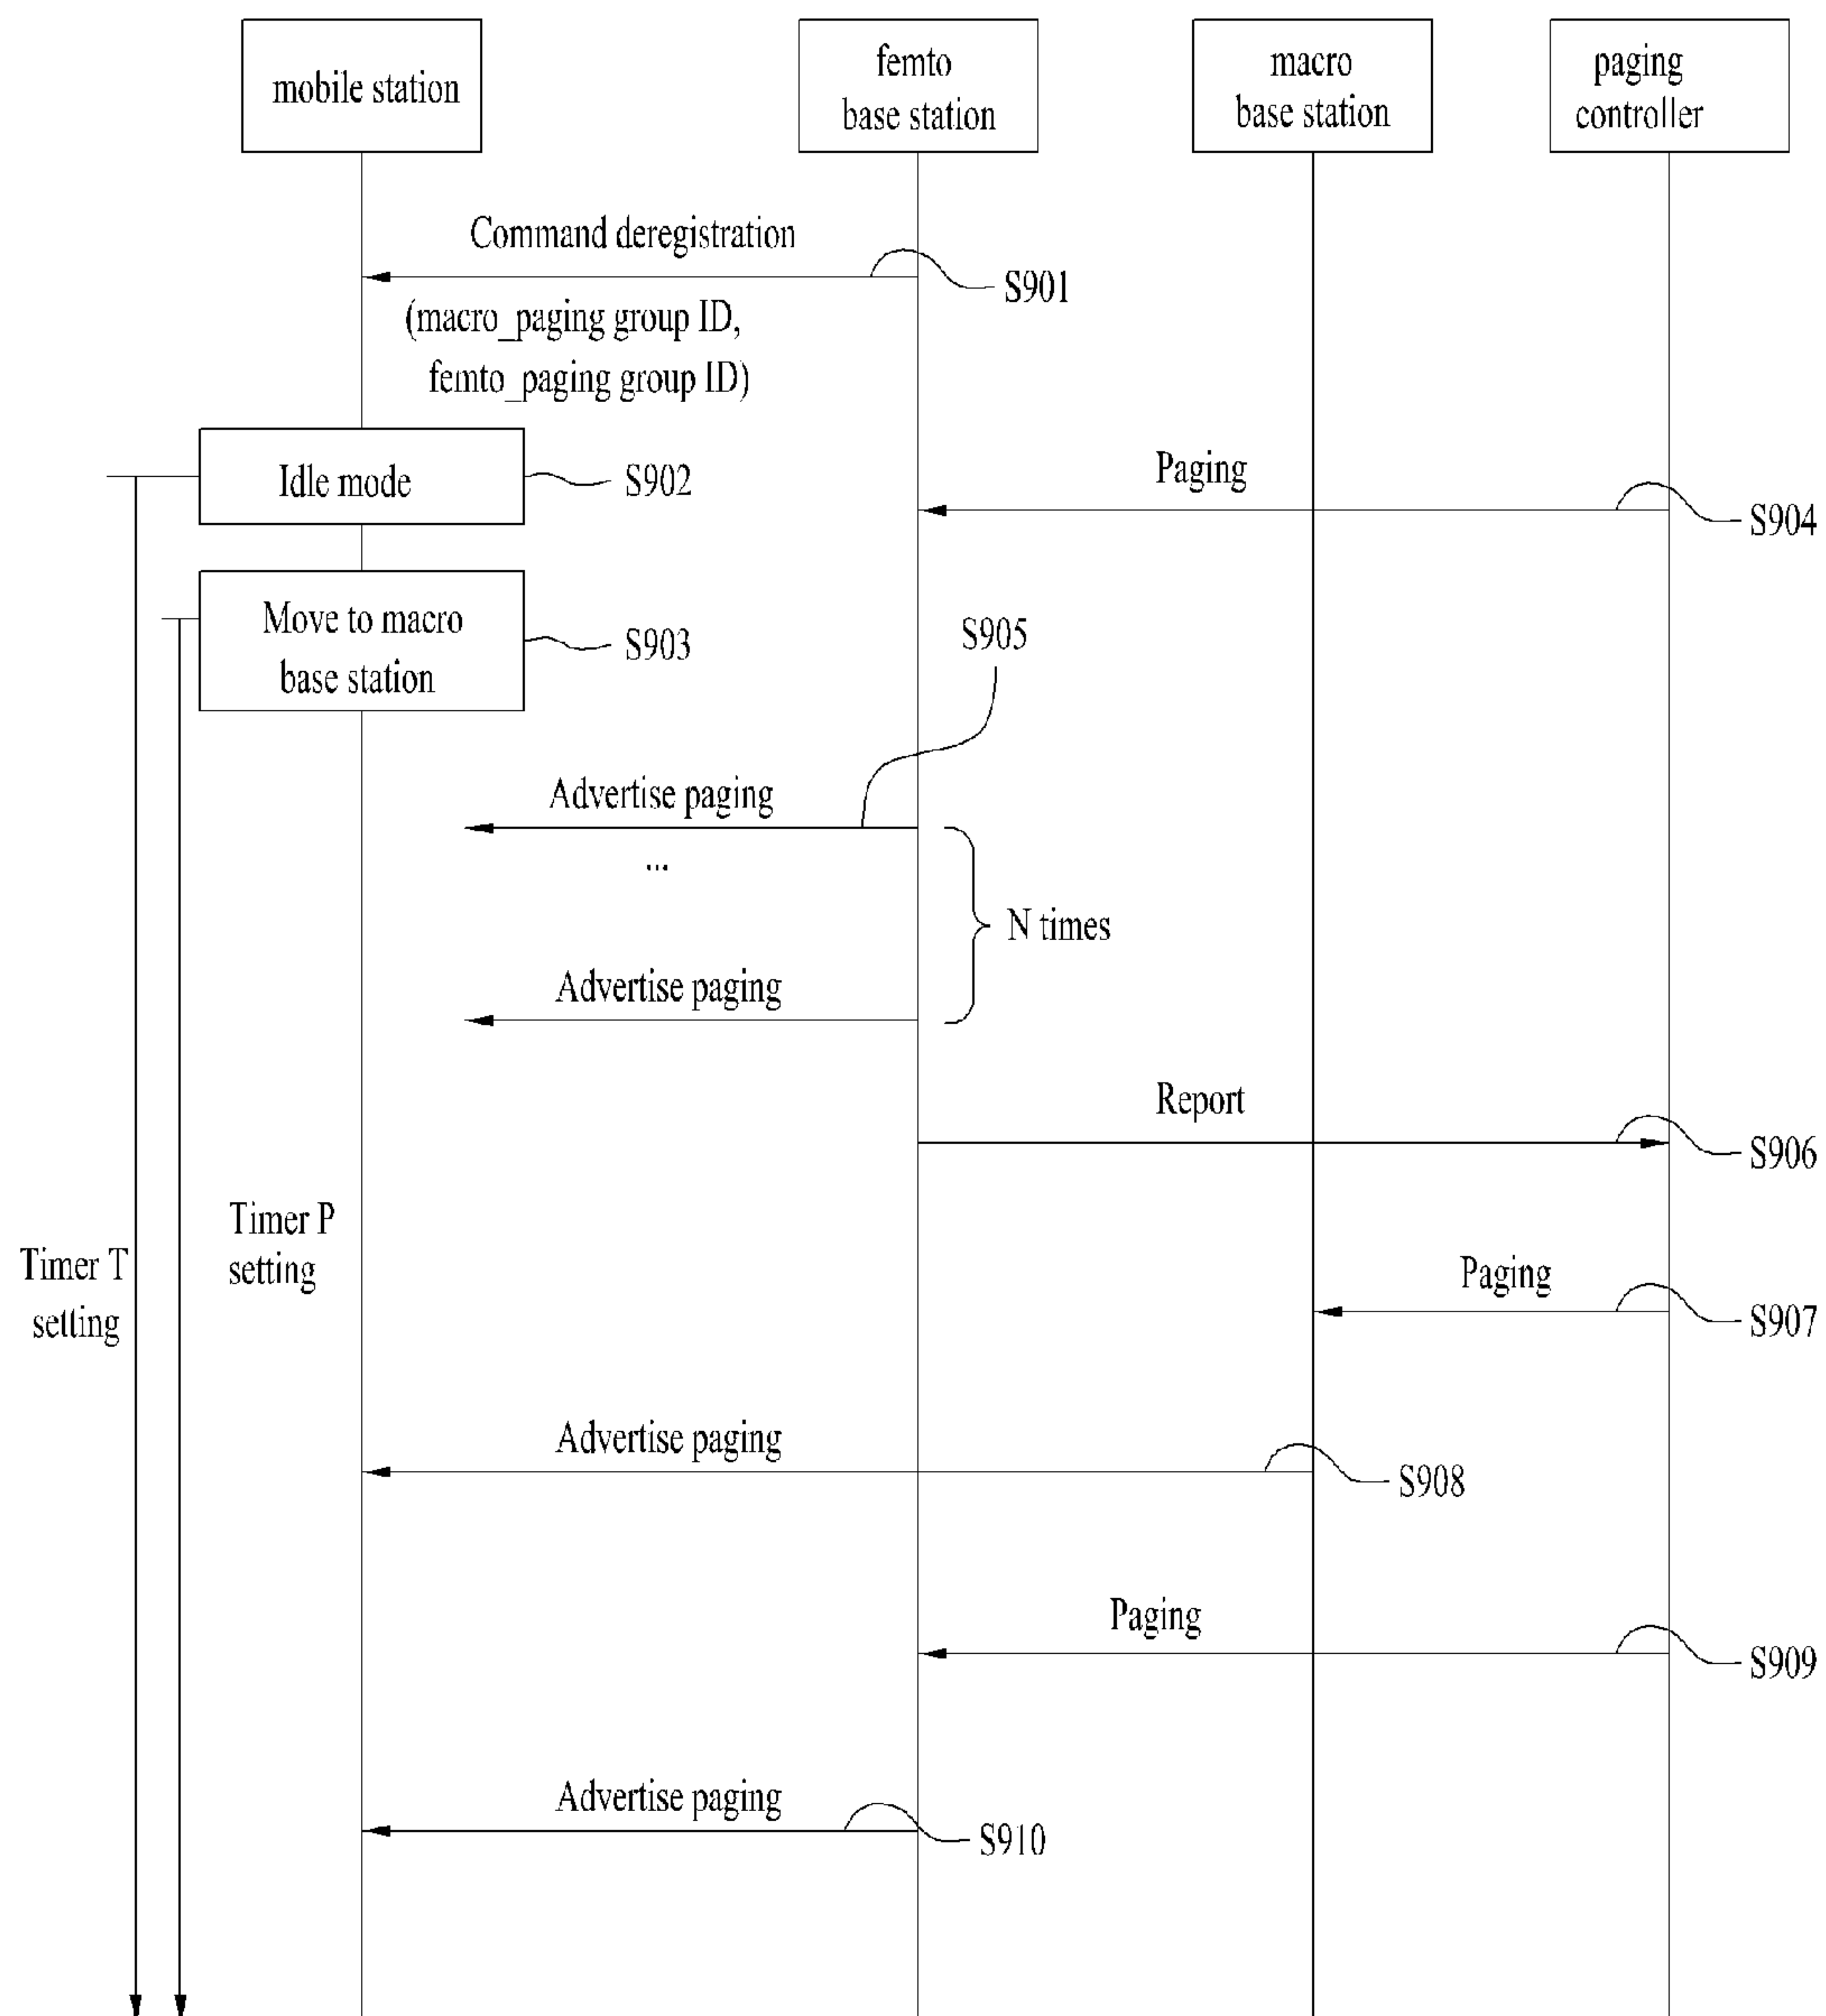 mobile station
femto
base station
macro
base station
paging
controller
Command deregistration
S901
(macro_paging group ID,
femto_paging group ID)
Idle mode
S902
Paging
S904
Move to macro
base station
S903
S905
Advertise paging
...
N times
Advertise paging
Report
S906
Timer P
setting
Timer T
setting
Paging
S907
Advertise paging
S908
Paging
S909
Advertise paging
S910